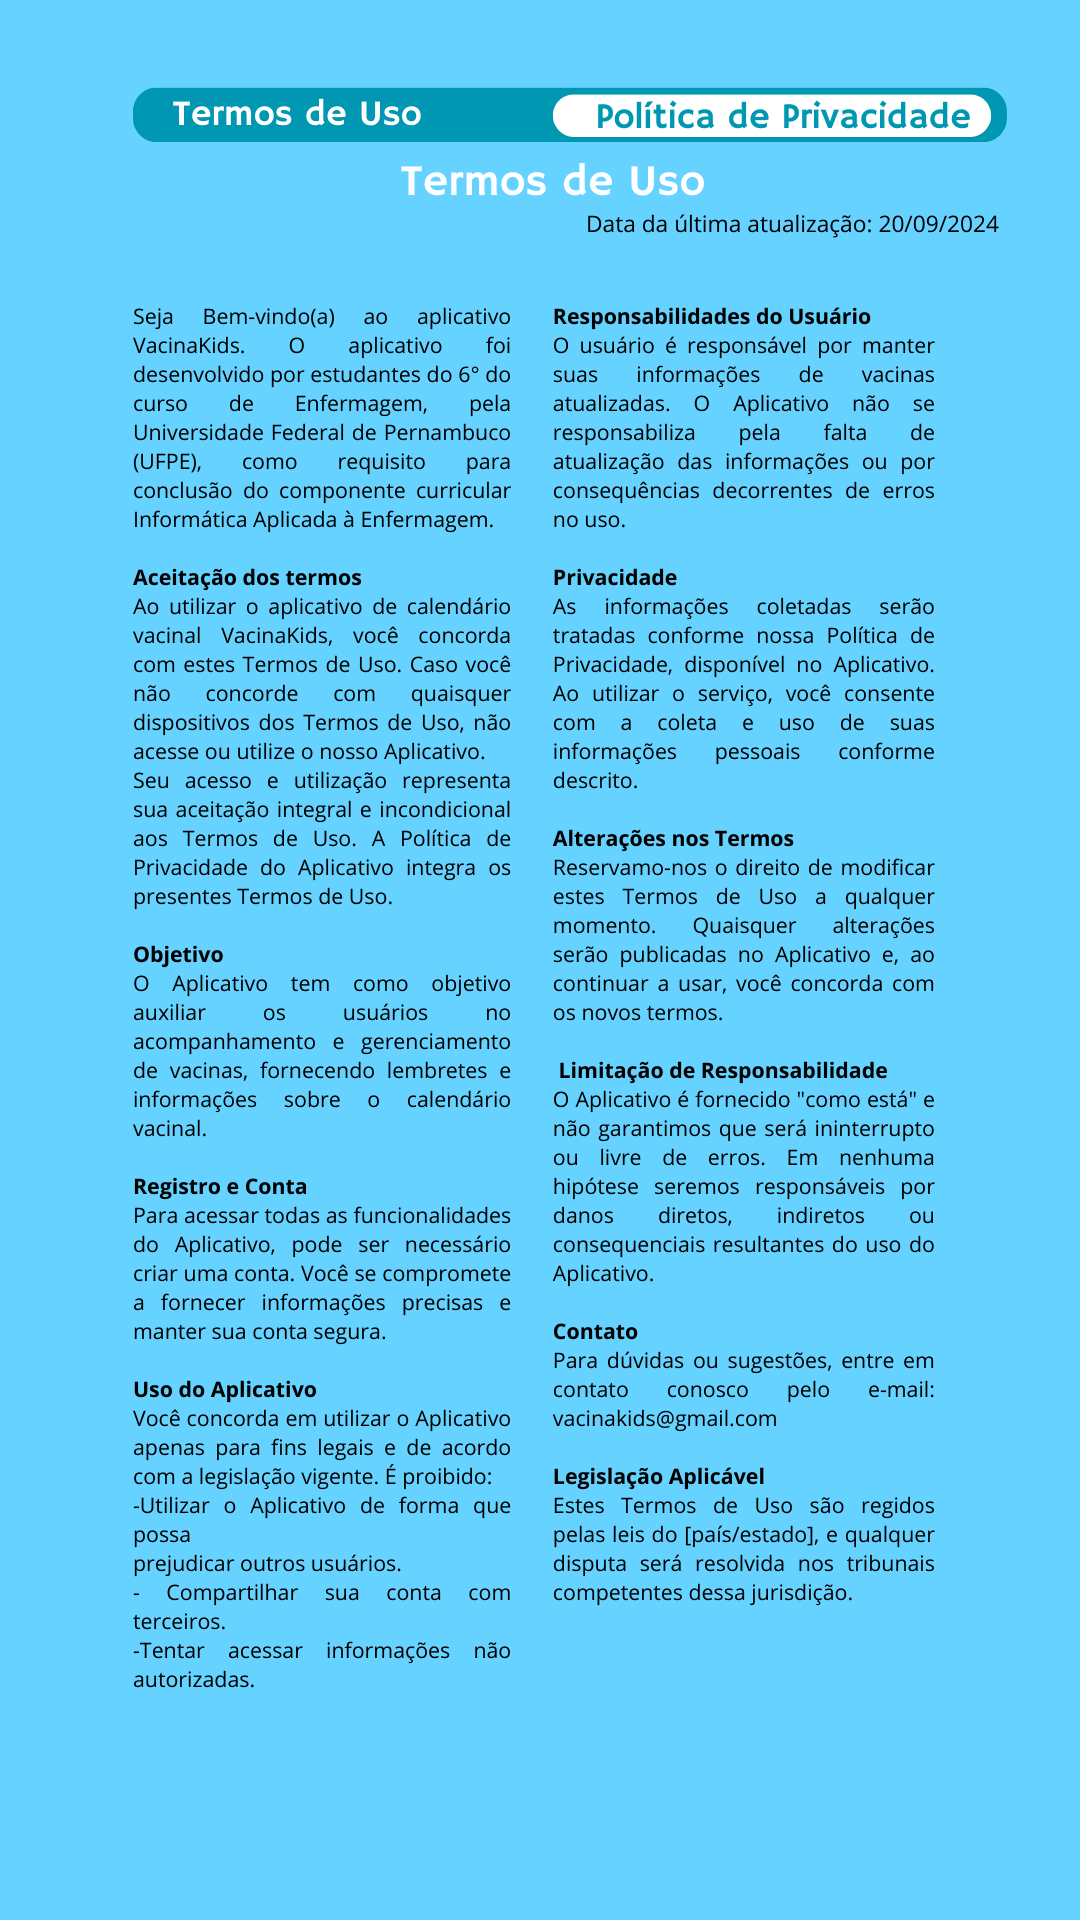 Termos de Uso
Política de Privacidade
Termos de Uso
Data da última atualização: 20/09/2024
Seja Bem-vindo(a) ao aplicativo
VacinaKids. O aplicativo foi
desenvolvido por estudantes do 6° do
curso de Enfermagem, pela
Universidade Federal de Pernambuco
(UFPE), como requisito para
conclusão do componente curricular
Informática Aplicada à Enfermagem.
Aceitação dos termos
Ao utilizar o aplicativo de calendário
vacinal VacinaKids, você concorda
com estes Termos de Uso. Caso você
não concorde com quaisquer
dispositivos dos Termos de Uso, não
acesse ou utilize o nosso Aplicativo.
Seu acesso e utilização representa
sua aceitação integral e incondicional
aos Termos de Uso. A Política de
Privacidade do Aplicativo integra os
presentes Termos de Uso.
Objetivo
O Aplicativo tem como objetivo
auxiliar os usuários no
acompanhamento e gerenciamento
de vacinas, fornecendo lembretes e
informações sobre o calendário
vacinal.
Registro e Conta
Para acessar todas as funcionalidades
do Aplicativo, pode ser necessário
criar uma conta. Você se compromete
a fornecer informações precisas e
manter sua conta segura.
Uso do Aplicativo
Você concorda em utilizar o Aplicativo
apenas para fins legais e de acordo
com a legislação vigente. É proibido:
-Utilizar o Aplicativo de forma que
possa
prejudicar outros usuários.
- Compartilhar sua conta com
terceiros.
-Tentar acessar informações não
autorizadas.
Responsabilidades do Usuário
O usuário é responsável por manter
suas informações de vacinas
atualizadas. O Aplicativo não se
responsabiliza pela falta de
atualização das informações ou por
consequências decorrentes de erros
no uso.
Privacidade
As informações coletadas serão
tratadas conforme nossa Política de
Privacidade, disponível no Aplicativo.
Ao utilizar o serviço, você consente
com a coleta e uso de suas
informações pessoais conforme
descrito.
Alterações nos Termos
Reservamo-nos o direito de modificar
estes Termos de Uso a qualquer
momento. Quaisquer alterações
serão publicadas no Aplicativo e, ao
continuar a usar, você concorda com
os novos termos.
Limitação de Responsabilidade
O Aplicativo é fornecido "como está" e
não garantimos que será ininterrupto
ou livre de erros. Em nenhuma
hipótese seremos responsáveis por
danos diretos, indiretos ou
consequenciais resultantes do uso do
Aplicativo.
Contato
Para dúvidas ou sugestões, entre em
contato conosco pelo e-mail:
vacinakids@gmail.com
Legislação Aplicável
Estes Termos de Uso são regidos
pelas leis do [país/estado], e qualquer
disputa será resolvida nos tribunais
competentes dessa jurisdição.